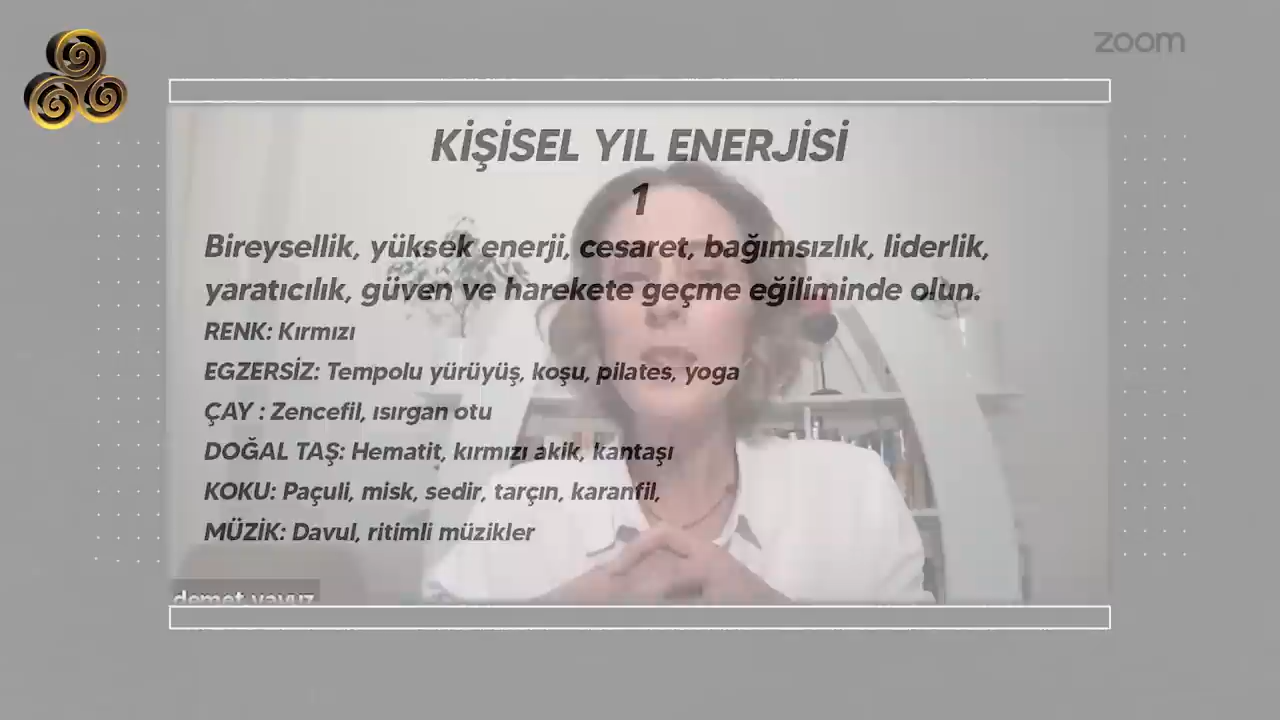 zoom
KİŞİSEL YIL ENERJİSİ
1
Bireysellik, yüksek enerji, cesaret, bağımsızlık, liderlik,
yaratıcılık, güven ve harekete geçme eğiliminde olun.
RENK: Kırmızı
EGZERSİZ: Tempolu yürüyüş, koşu, pilates, yoga
ÇAY : Zencefil, ısırgan otu
DOĞAL TAŞ: Hematit, kırmızı akik, kantaşı
KOKU: Paçuli, misk, sedir, tarçın, karanfil,
MÜZİK: Davul, ritimli müzikler
demet yavuz